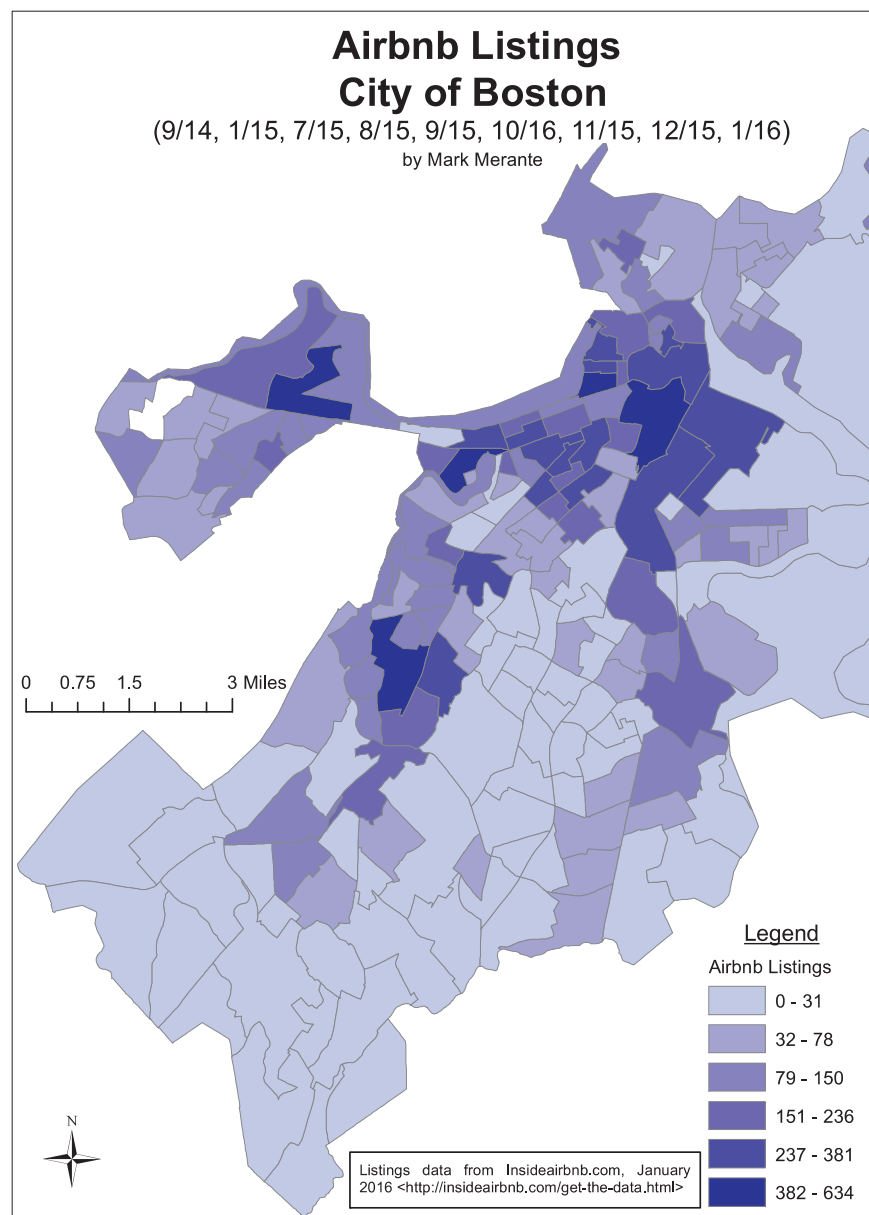 Airbnb Listings
City of Boston
(9/14, 1/15, 7/15, 8/15, 9/15, 10/16, 11/15, 12/15, 1/16)
by Mark Merante
0 0.75 1.5 3 Miles
Legend
Airbnb Listings
0 - 31
32 - 78
79 - 150
151 - 236
237 - 381
382 - 634
N
Listings data from Insideairbnb.com, January
2016 <http://insideairbnb.com/get-the-data.html>